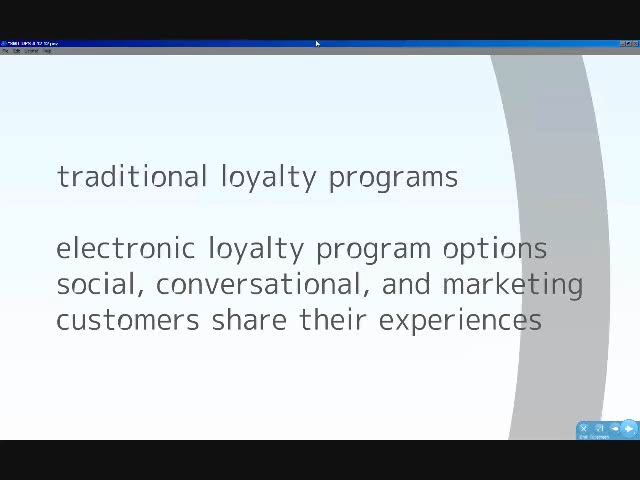 traditional loyalty programs
electronic loyalty program options
social, conversational, and marketing
customers share their experiences